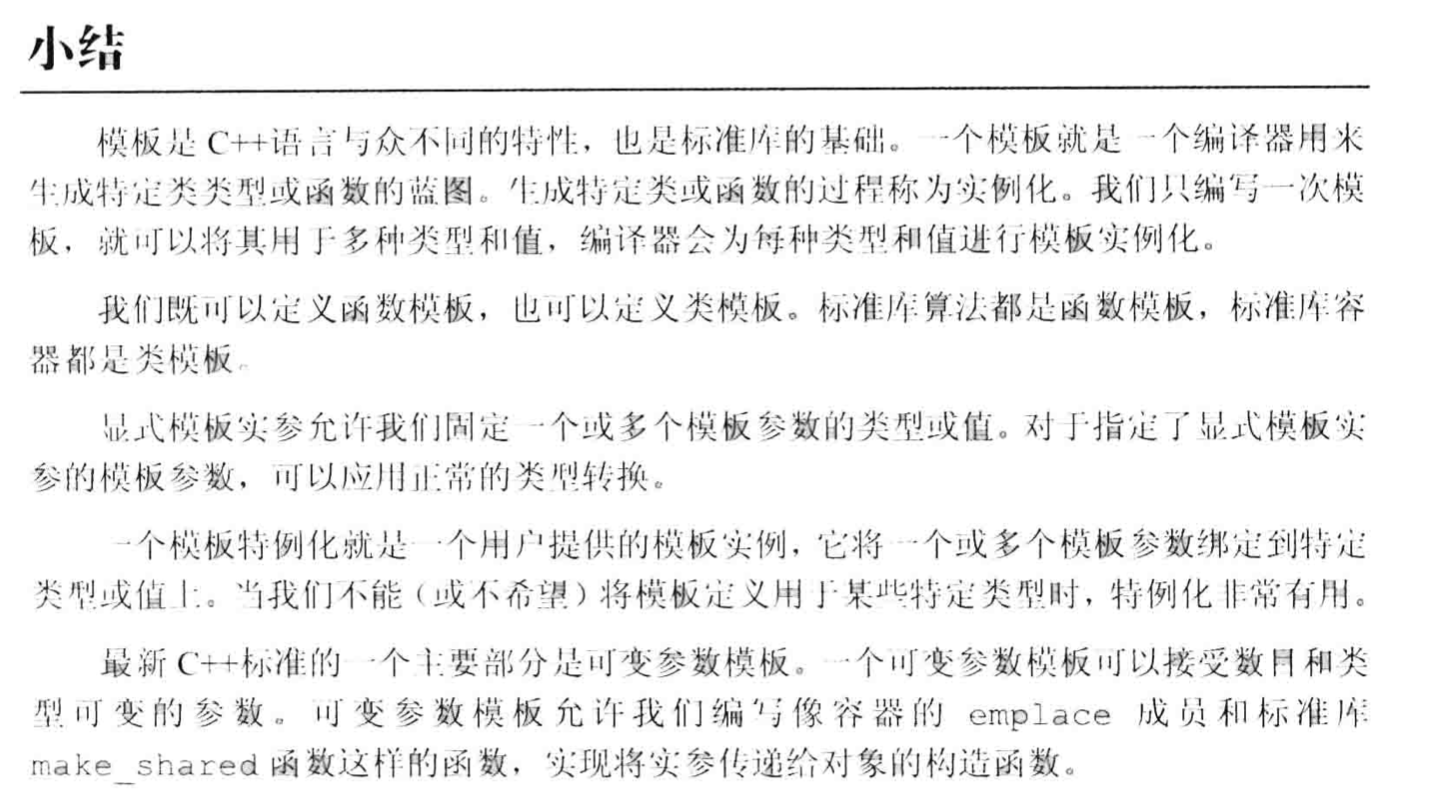 小结
模板是 C++语言与众不同的特性，也是标准库的基础。一个模板就是一个编译器用来
生成特定类类型或函数的蓝图。生成特定类或函数的过程称为实例化。我们只编写一次模
板，就可以将其用于多种类型和值，编译器会为每种类型和值进行模板实例化。
我们既可以定义函数模板，也可以定义类模板。标准库算法都是函数模板，标准库容
器都是类模板。
显式模板实参允许我们固定一个或多个模板参数的类型或值。对于指定了显式模板实
参的模板参数，可以应用正常的类型转换。
一个模板特例化就是一个用户提供的模板实例，它将一个或多个模板参数绑定到特定
类型或值上。当我们不能（或不希望）将模板定义用于某些特定类型时，特例化非常有用。
最新 C++标准的一个主要部分是可变参数模板。一个可变参数模板可以接受数目和类
型可变的参数。可变参数模板允许我们编写像容器的 emplace 成员和标准库
make_shared 函数这样的函数，实现将实参传递给对象的构造函数。